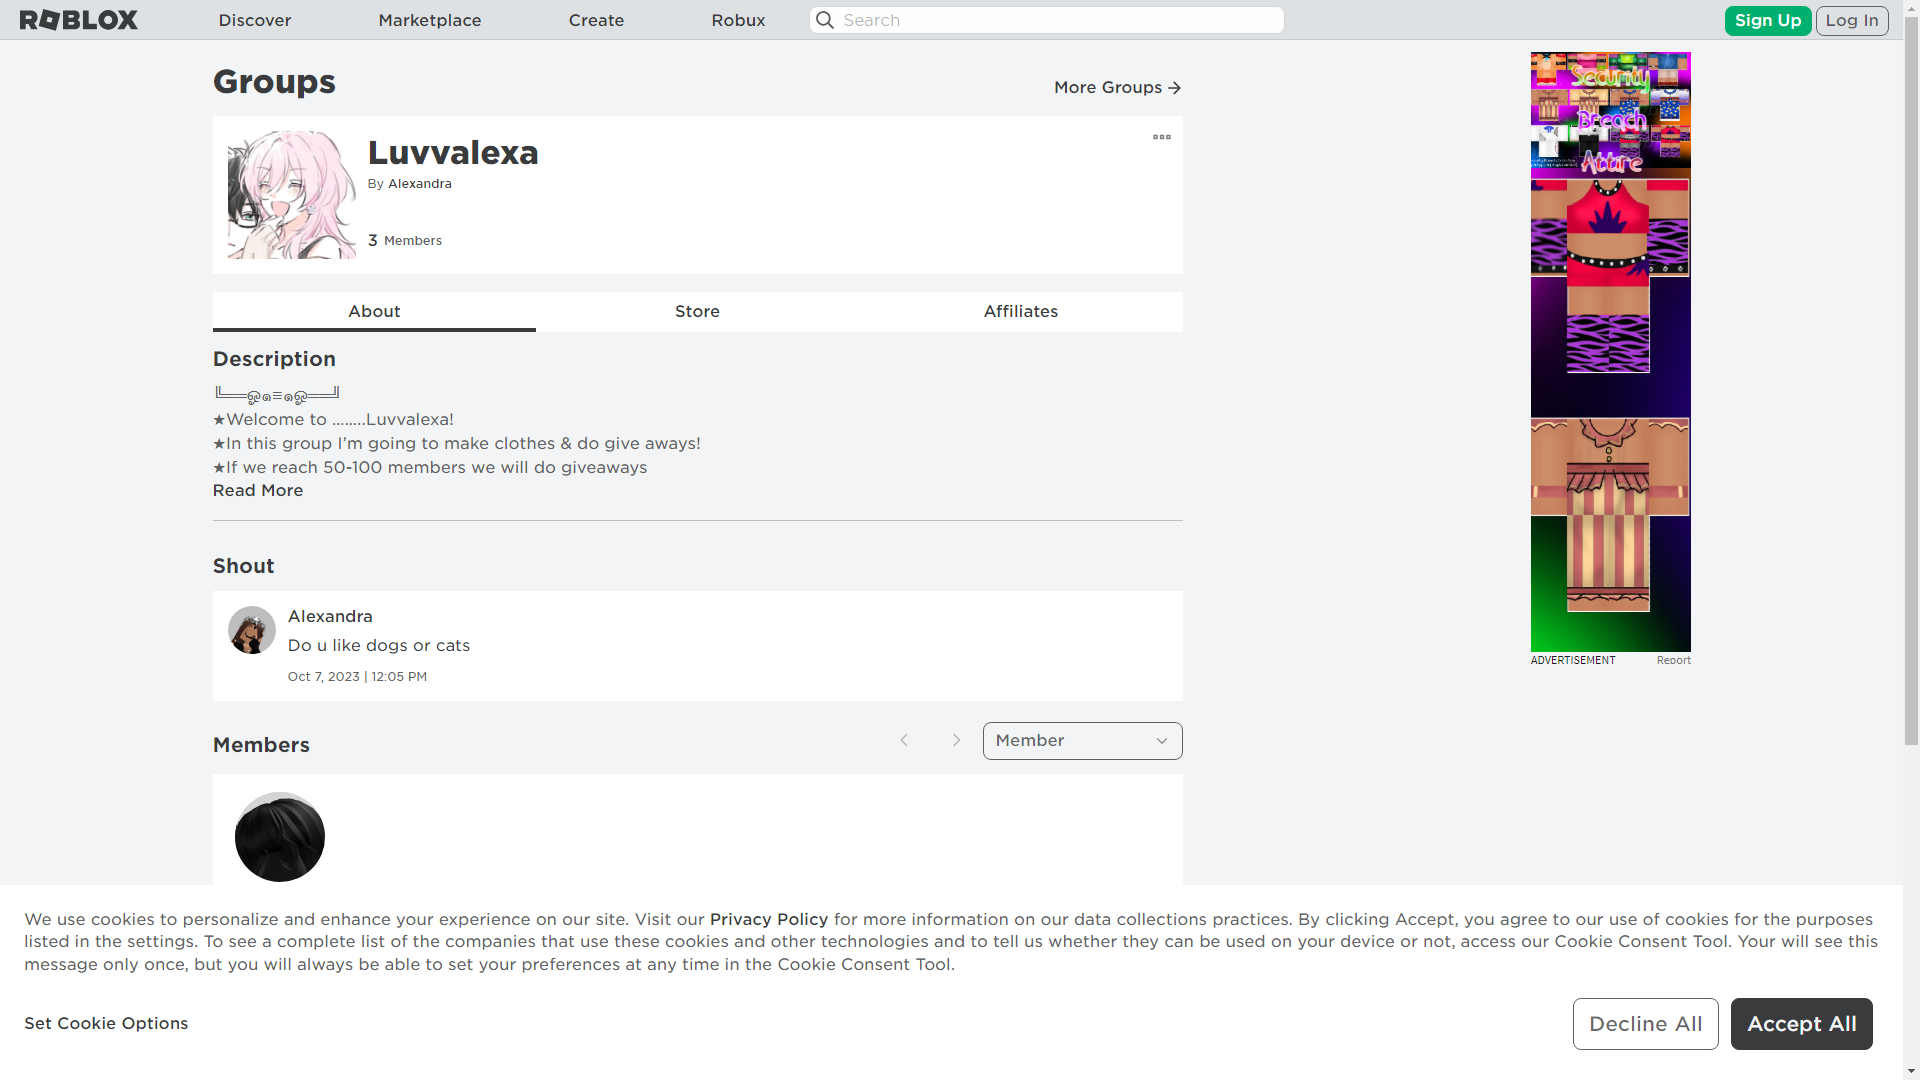 ROBLOX
Discover
Marketplace
Create
Robux
Search
Sign Up
Log In
Groups
More Groups →
Luvvalexa
By Alexandra
3 Members
About
Store
Affiliates
Description
╚══ஓ๑♡๑ஓ══╝
★Welcome to ........Luvvalexa!
★In this group I’m going to make clothes & do give aways!
★If we reach 50-100 members we will do giveaways
Read More
Shout
Alexandra
Do u like dogs or cats
Oct 7, 2023 | 12:05 PM
Members
Member
Security
Breach
Attire
ADVERTISEMENT
Report
We use cookies to personalize and enhance your experience on our site. Visit our Privacy Policy for more information on our data collections practices. By clicking Accept, you agree to our use of cookies for the purposes
listed in the settings. To see a complete list of the companies that use these cookies and other technologies and to tell us whether they can be used on your device or not, access our Cookie Consent Tool. Your will see this
message only once, but you will always be able to set your preferences at any time in the Cookie Consent Tool.
Set Cookie Options
Decline All
Accept All